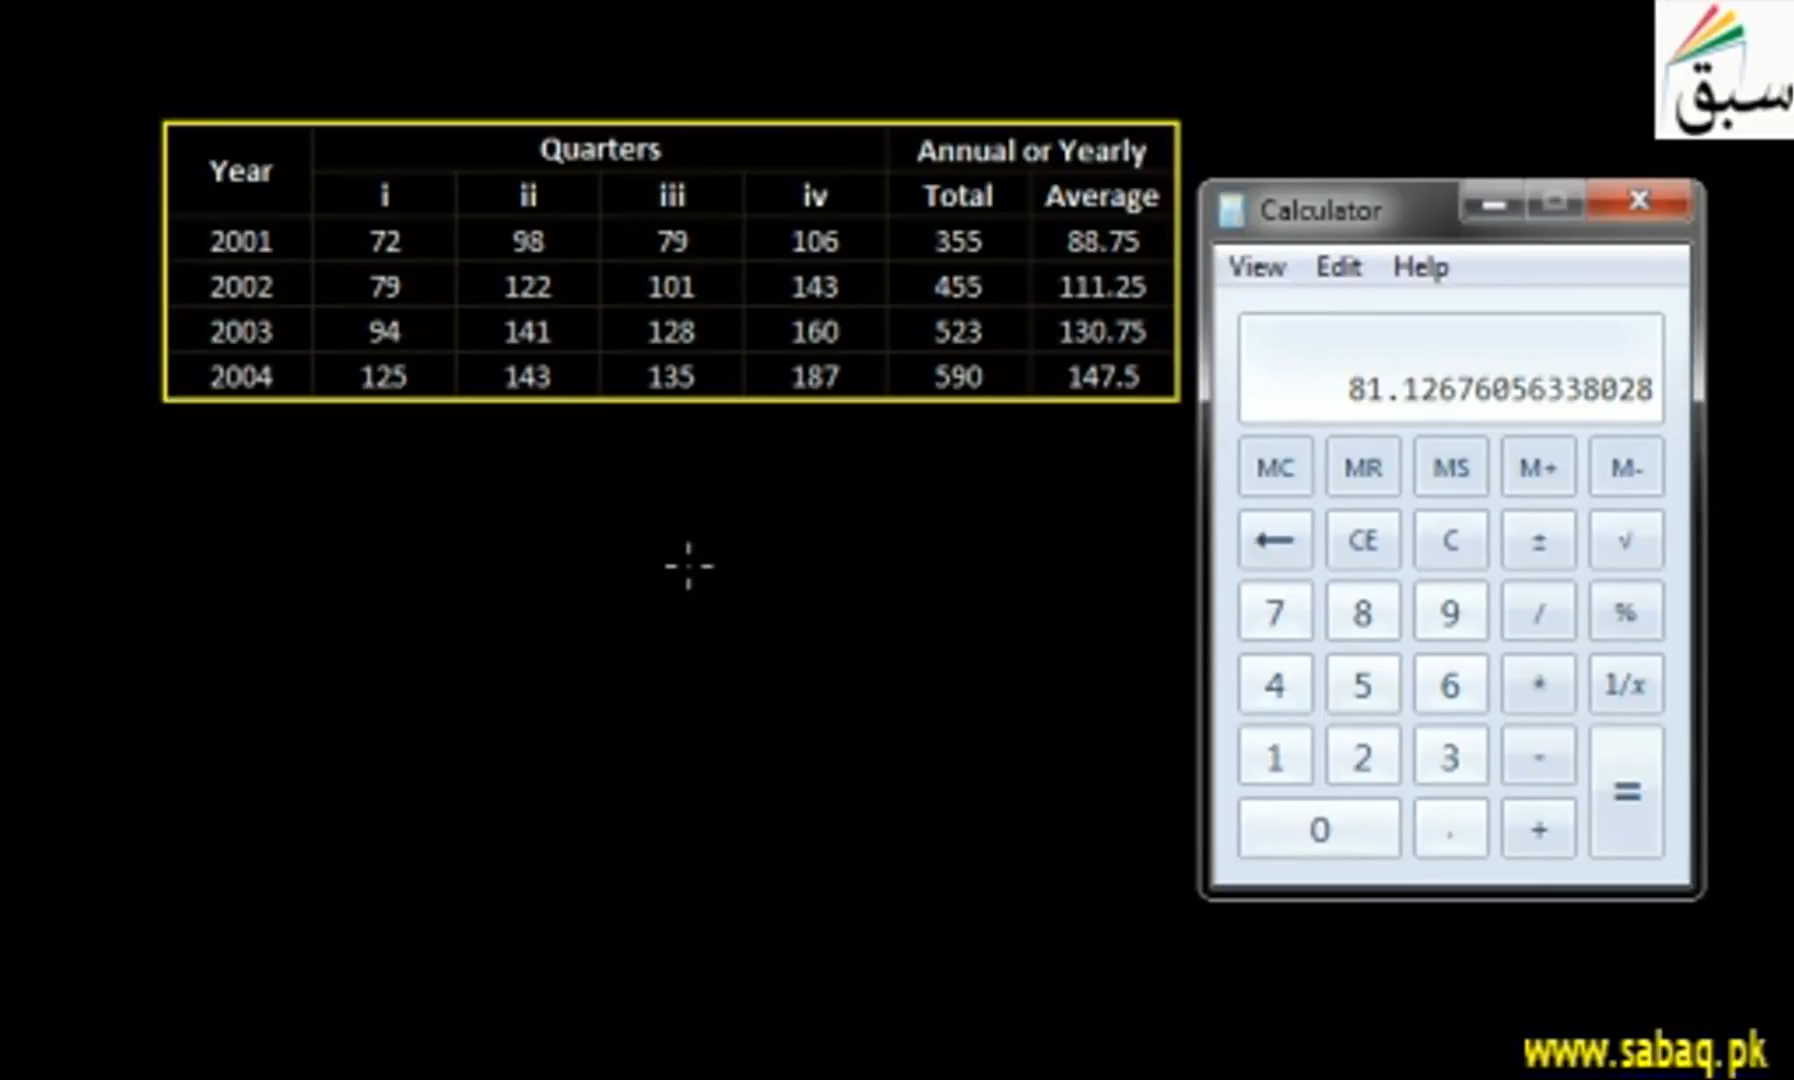 سبق
Quarters Annual or Yearly
Year
i ii iii iv Total Average
2001 72 98 79 106 355 88.75
2002 79 122 101 143 455 111.25
2003 94 141 128 160 523 130.75
2004 125 143 135 187 590 147.5
Calculator
View Edit Help
81.12676056338028
MC MR MS M+ M-
← CE C ± √
7 8 9 / %
4 5 6 * 1/x
1 2 3 - =
0 . +
www.sabaq.pk